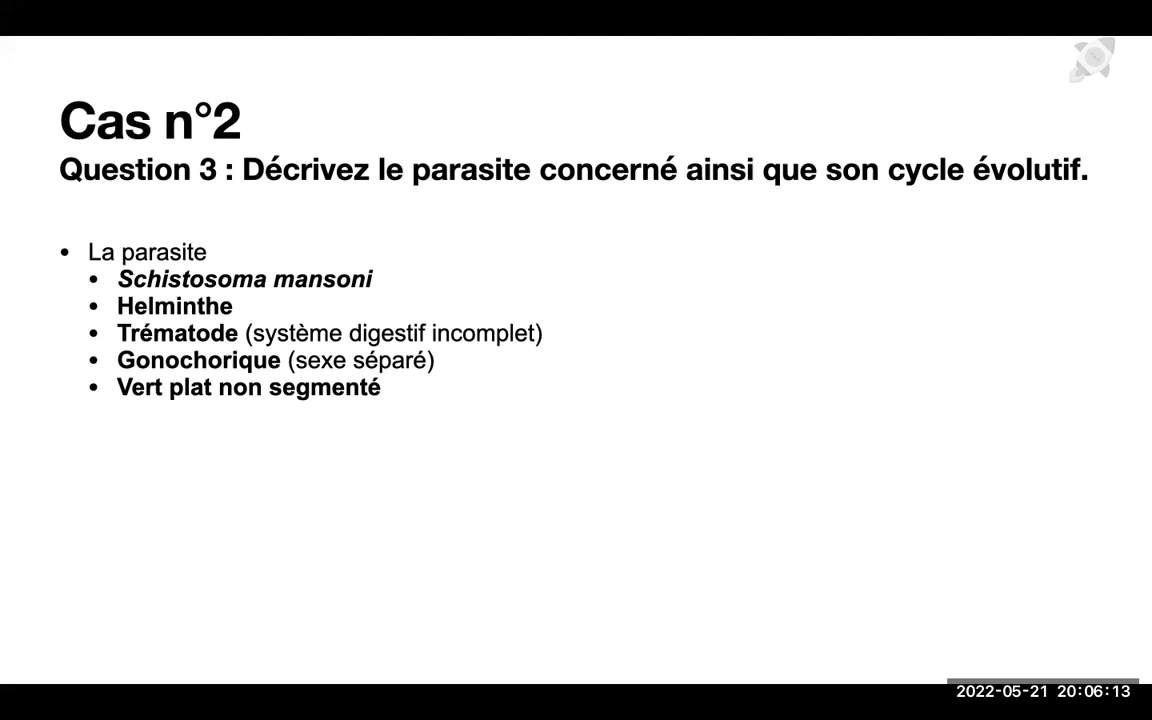 Cas n°2
Question 3 : Décrivez le parasite concerné ainsi que son cycle évolutif.
• La parasite
• Schistosoma mansoni
• Helminthe
• Trématode (système digestif incomplet)
• Gonochorique (sexe séparé)
• Vert plat non segmenté
2022-05-21 20:06:13